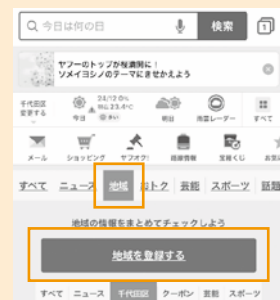 今日は何の日
検索
1
ヤフーのトップが桜満開に!
ソメイヨシノのテーマにきせかえよう
千代田区
変更する
今日
明日
雨雲レーダー
すべて
メール
ショッピング
ヤフオク!
路線情報
宝箱くじ
すべて ニュース 地域 おトク 芸能 スポーツ 話題
地域の情報をまとめてチェックしよう
地域を登録する
すべて ニュース 千代田区 クーポン 芸能 スポーツ